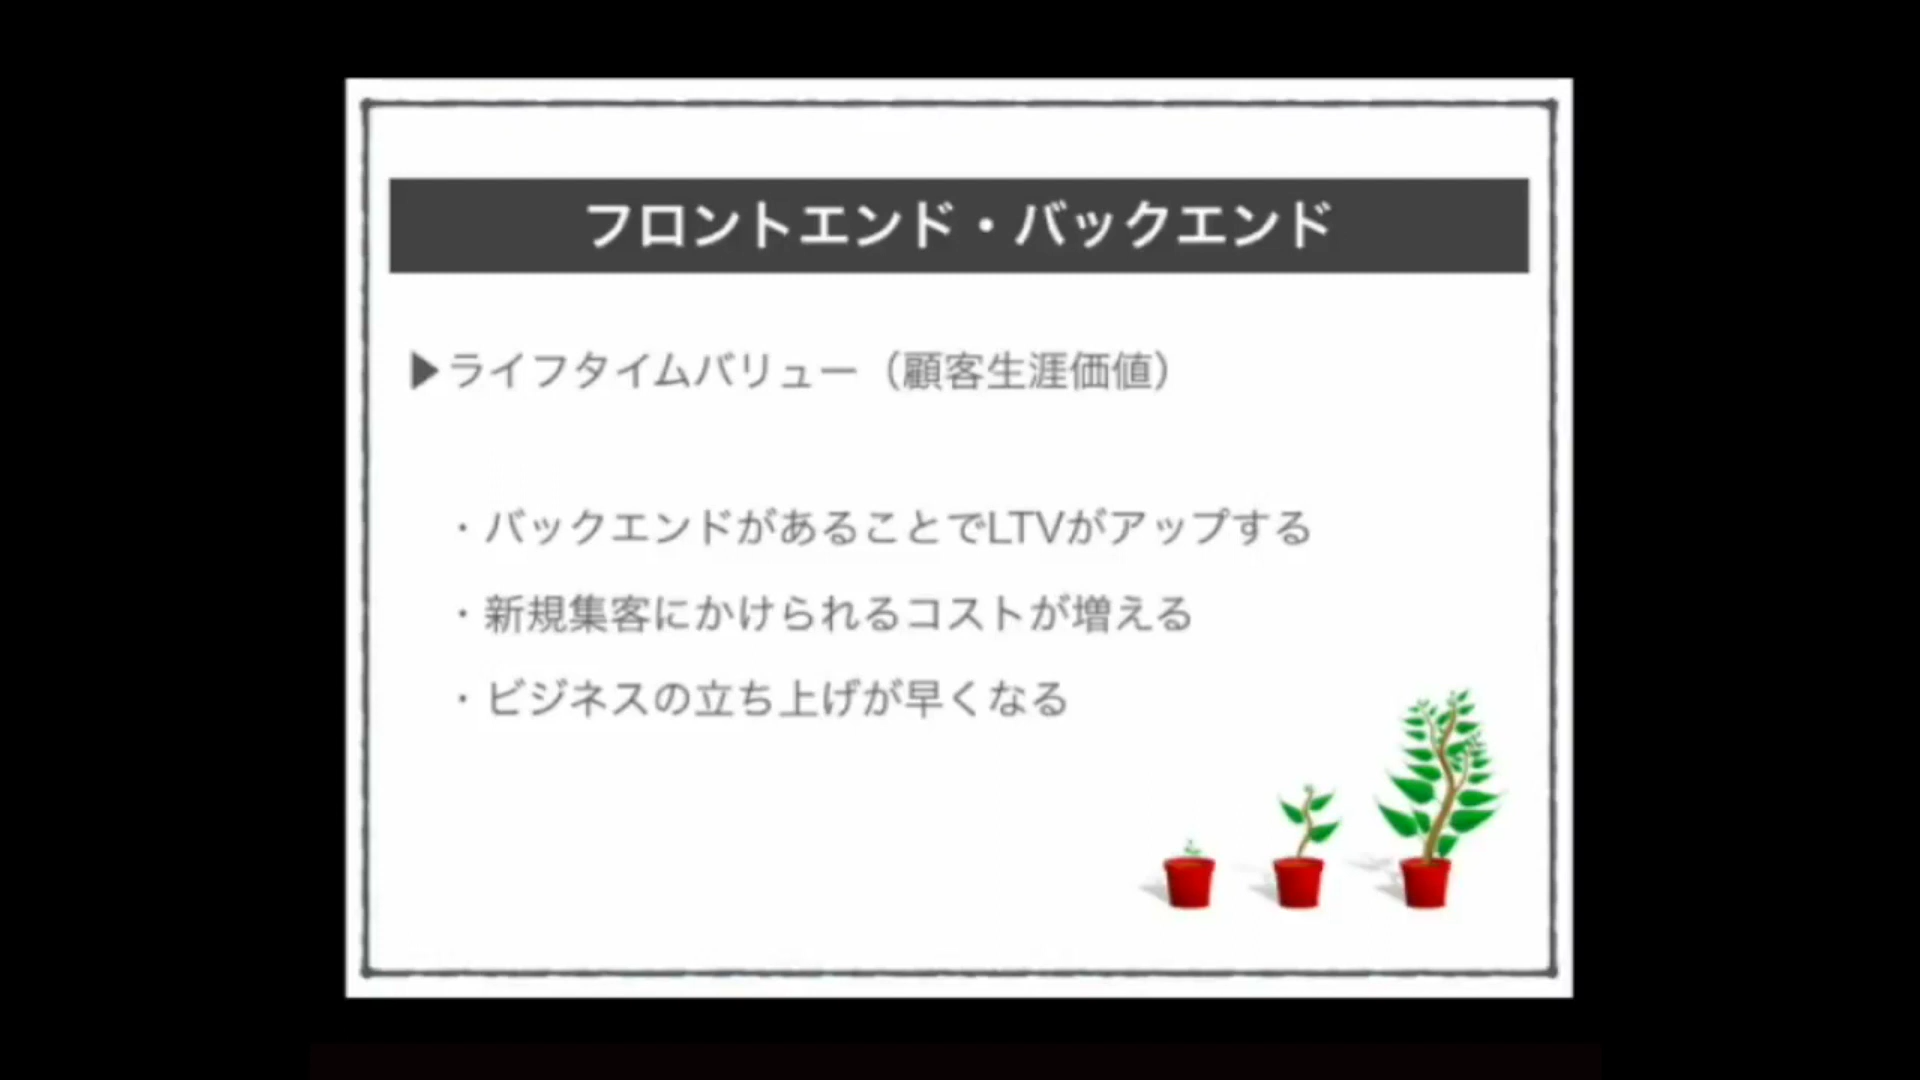 フロントエンド・バックエンド
▶ライフタイムバリュー（顧客生涯価値）
・バックエンドがあることでLTVがアップする
・新規集客にかけられるコストが増える
・ビジネスの立ち上げが早くなる